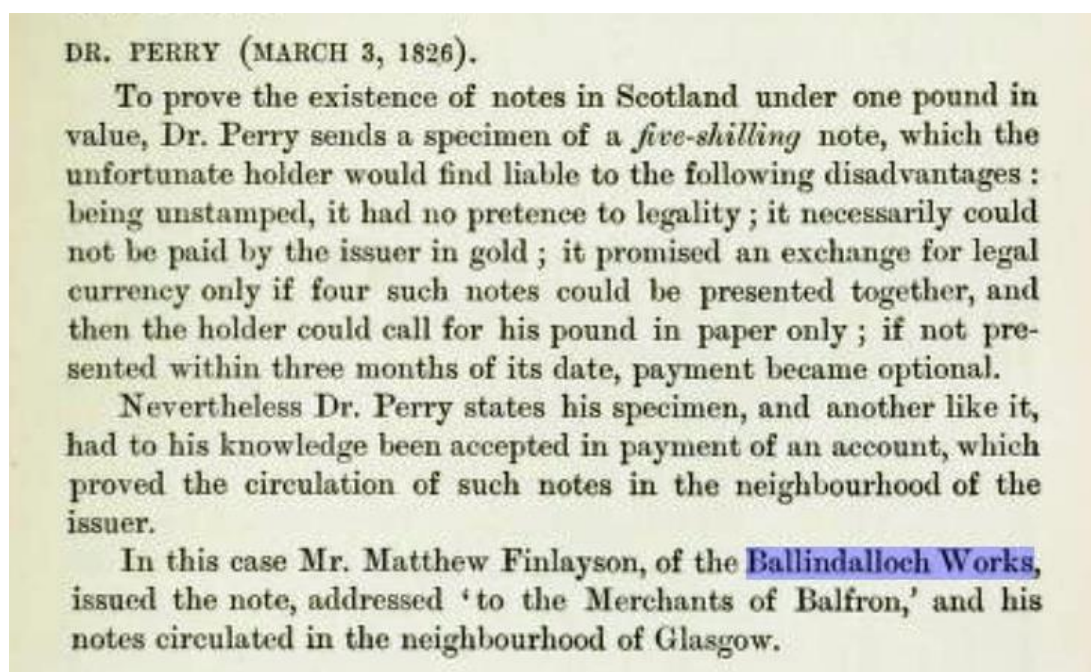 DR. PERRY (MARCH 3, 1826).
To prove the existence of notes in Scotland under one pound in
value, Dr. Perry sends a specimen of a five-shilling note, which the
unfortunate holder would find liable to the following disadvantages :
being unstamped, it had no pretence to legality ; it necessarily could
not be paid by the issuer in gold ; it promised an exchange for legal
currency only if four such notes could be presented together, and
then the holder could call for his pound in paper only ; if not pre-
sented within three months of its date, payment became optional.
Nevertheless Dr. Perry states his specimen, and another like it,
had to his knowledge been accepted in payment of an account, which
proved the circulation of such notes in the neighbourhood of the
issuer.
In this case Mr. Matthew Finlayson, of the Ballindalloch Works,
issued the note, addressed ‘to the Merchants of Balfron,’ and his
notes circulated in the neighbourhood of Glasgow.